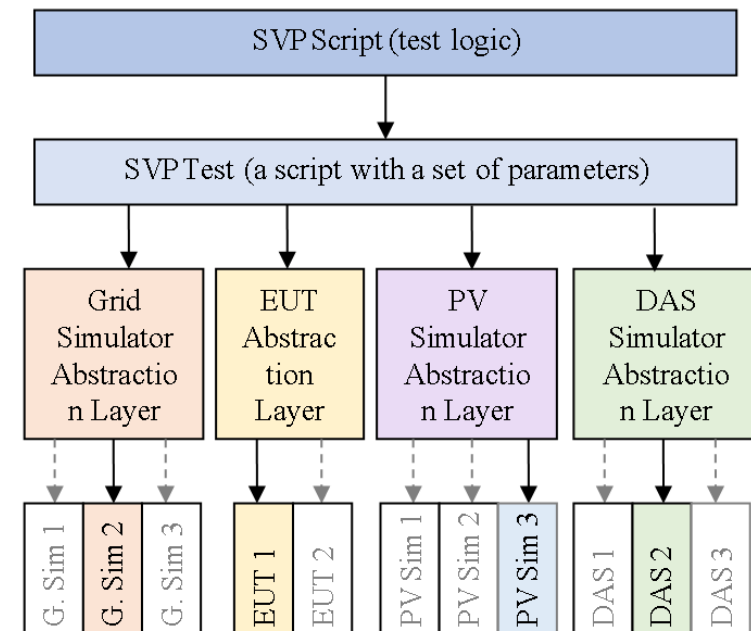 SVP Script (test logic)
SVP Test (a script with a set of parameters)
Grid
Simulator
Abstractio
n Layer
EUT
Abstrac
tion
Layer
PV
Simulator
Abstractio
n Layer
DAS
Simulator
Abstractio
n Layer
G. Sim 1
G. Sim 2
G. Sim 3
EUT 1
EUT 2
PV Sim 1
PV Sim 2
PV Sim 3
DAS 1
DAS 2
DAS 3